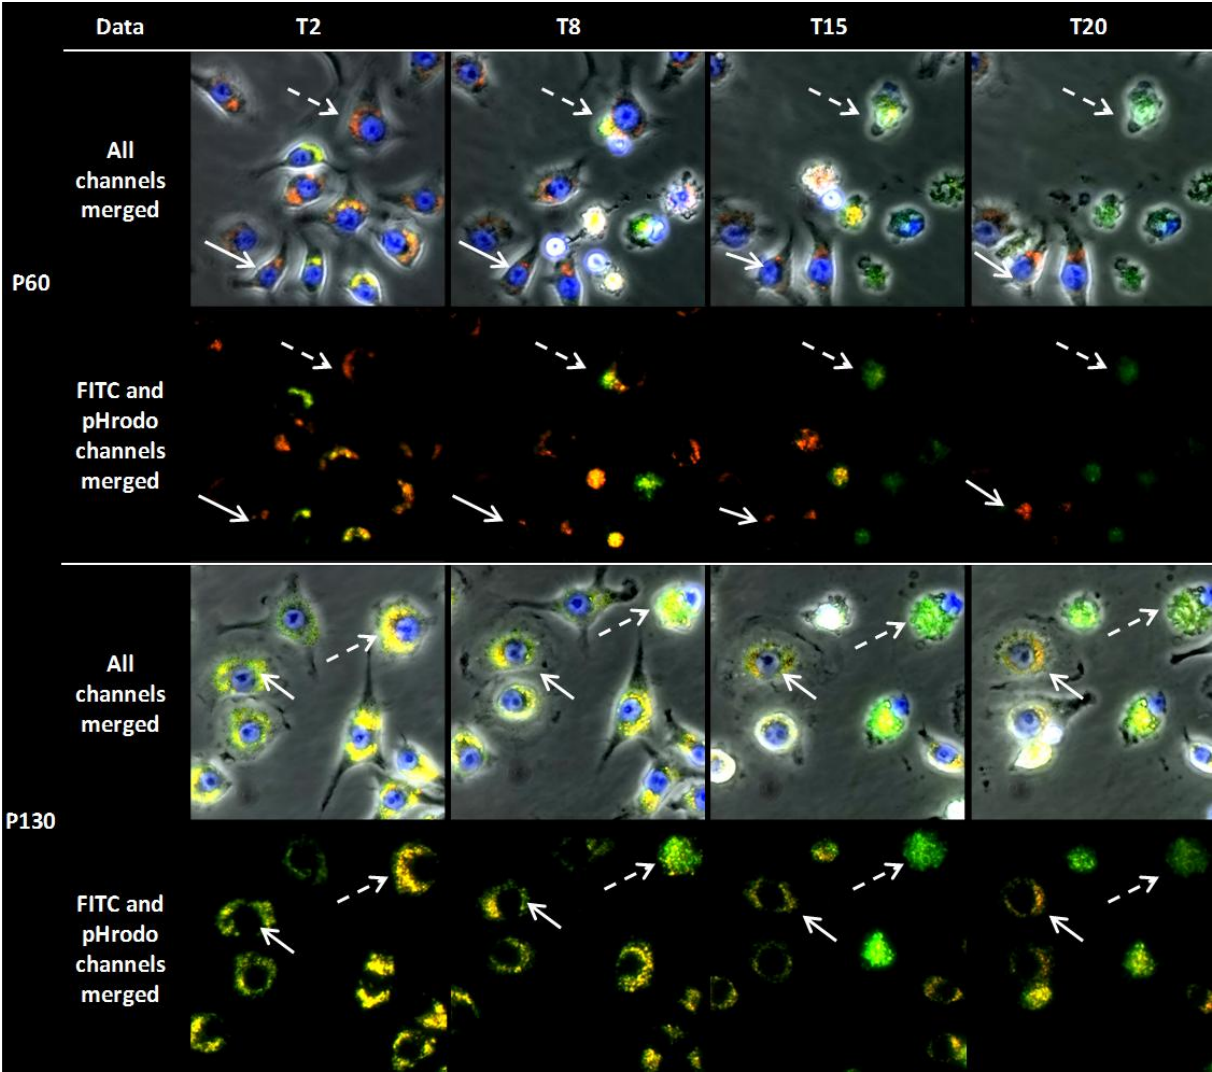 Data T2 T8 T15 T20
All
channels
merged
P60
FITC and
pHrodo
channels
merged
All
channels
merged
P130
FITC and
pHrodo
channels
merged